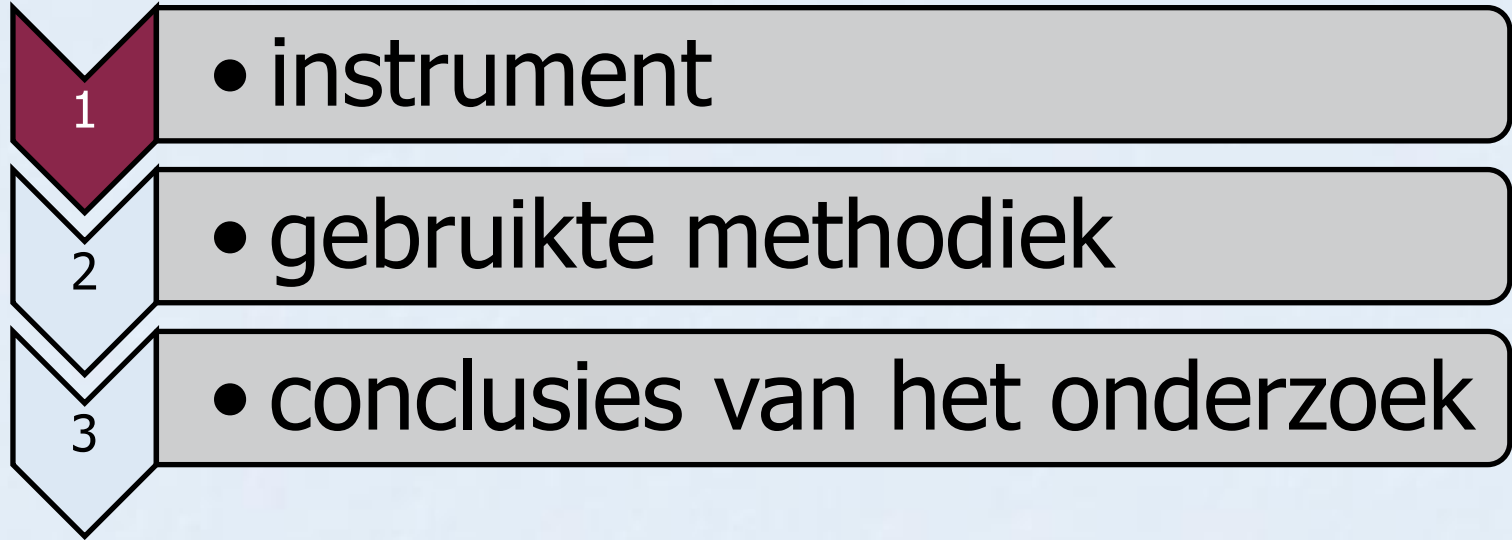 1
• instrument
2
• gebruikte methodiek
3
• conclusies van het onderzoek